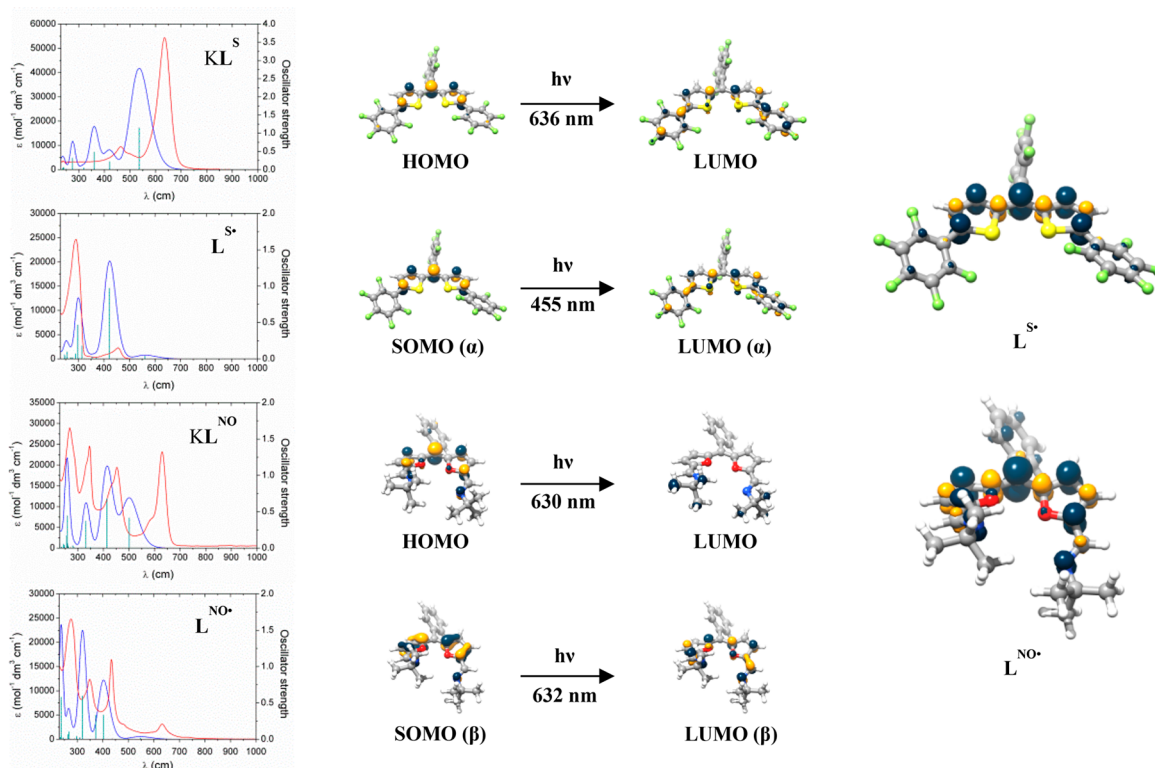 KL^S
ε (mol⁻¹ dm³ cm⁻¹)
60000
50000
40000
30000
20000
10000
0
4.0
3.5
3.0
2.5
2.0
1.5
1.0
0.5
0.0
Oscillator strength
300 400 500 600 700 800 900 1000
λ (cm)
hν
636 nm
HOMO
LUMO
L^S•
ε (mol⁻¹ dm³ cm⁻¹)
30000
25000
20000
15000
10000
5000
0
2.0
1.5
1.0
0.5
0.0
Oscillator strength
300 400 500 600 700 800 900 1000
λ (cm)
hν
455 nm
SOMO (α)
LUMO (α)
KL^NO
ε (mol⁻¹ dm³ cm⁻¹)
35000
30000
25000
20000
15000
10000
5000
0
2.0
1.5
1.0
0.5
0.0
Oscillator strength
300 400 500 600 700 800 900 1000
λ (cm)
hν
630 nm
HOMO
LUMO
L^NO•
ε (mol⁻¹ dm³ cm⁻¹)
30000
25000
20000
15000
10000
5000
0
2.0
1.5
1.0
0.5
0.0
Oscillator strength
300 400 500 600 700 800 900 1000
λ (cm)
hν
632 nm
SOMO (β)
LUMO (β)
L^S•
L^NO•